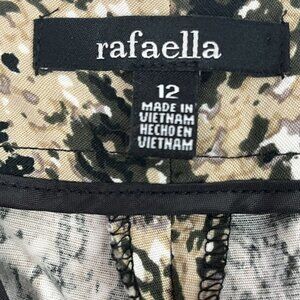 rafaella
12
MADE IN
VIETNAM
HECHO EN
VIETNAM